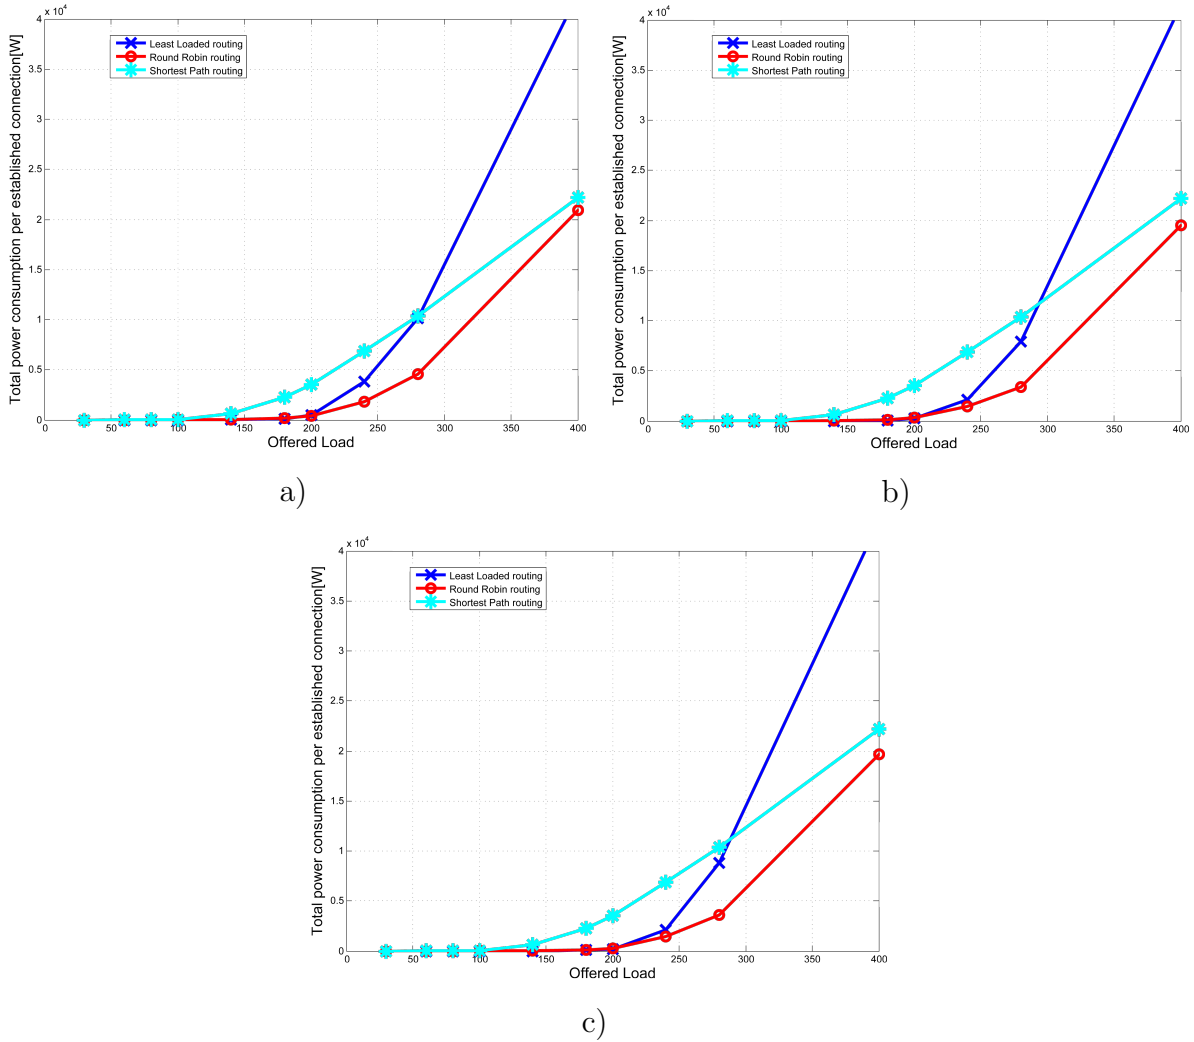 x 10^4
4
3.5
3
2.5
2
1.5
1
0.5
0
0 50 100 150 200 250 300 350 400
Total power consumption per established connection[W]
Offered Load
Least Loaded routing
Round Robin routing
Shortest Path routing
a)
x 10^4
4
3.5
3
2.5
2
1.5
1
0.5
0
0 50 100 150 200 250 300 350 400
Total power consumption per established connection[W]
Offered Load
Least Loaded routing
Round Robin routing
Shortest Path routing
b)
x 10^4
4
3.5
3
2.5
2
1.5
1
0.5
0
0 50 100 150 200 250 300 350 400
Total power consumption per established connection[W]
Offered Load
Least Loaded routing
Round Robin routing
Shortest Path routing
c)